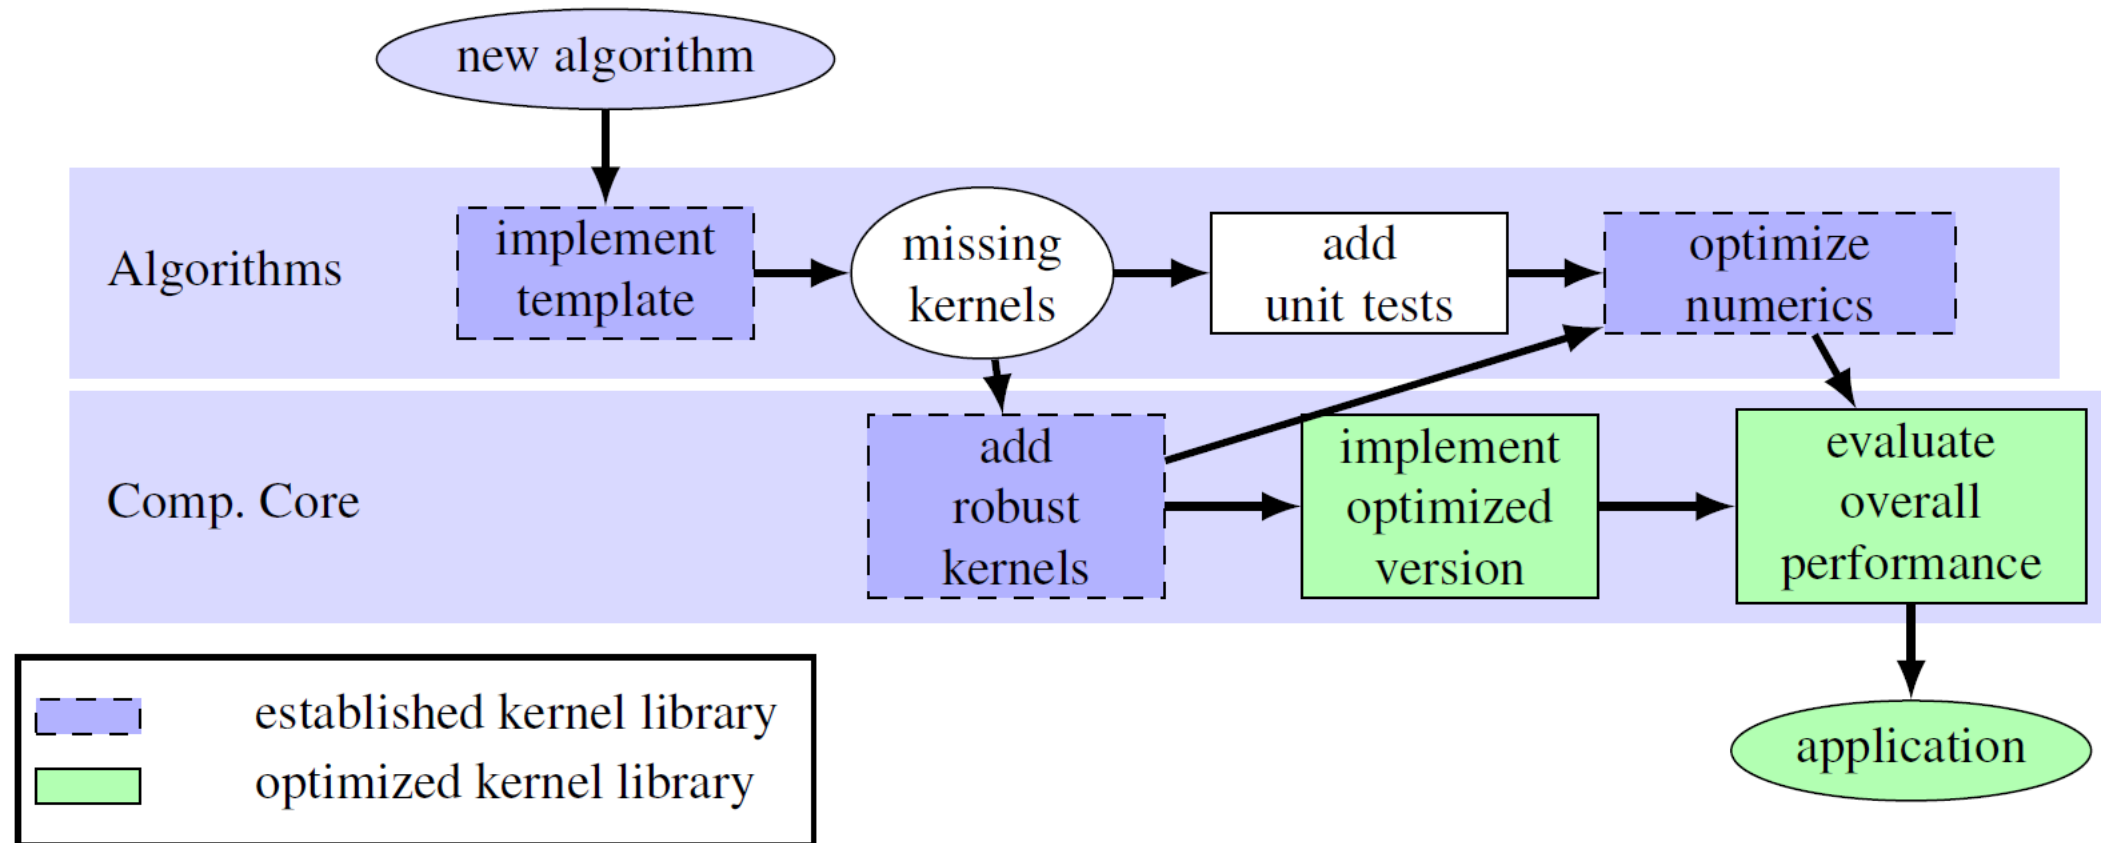 new algorithm
Algorithms
implement
template
missing
kernels
add
unit tests
optimize
numerics
Comp. Core
add
robust
kernels
implement
optimized
version
evaluate
overall
performance
established kernel library
optimized kernel library
application